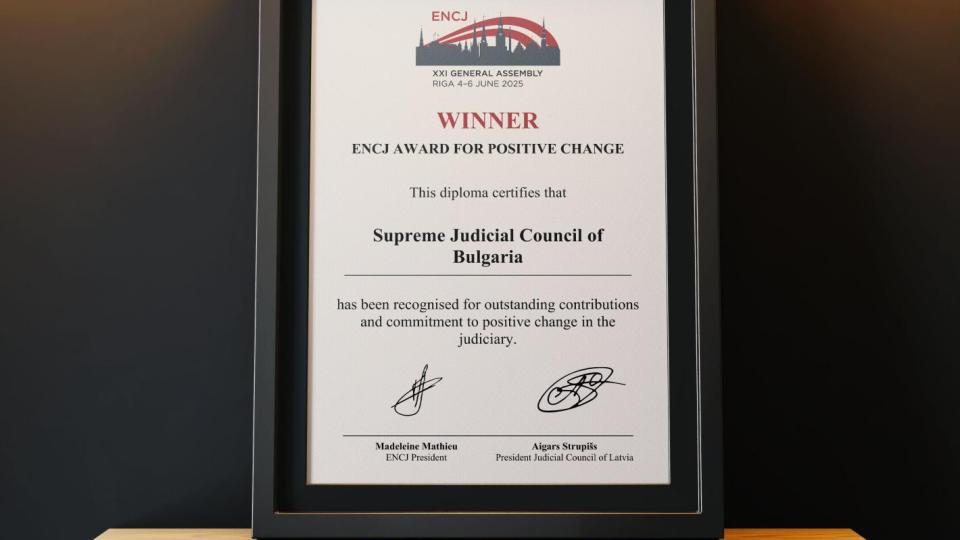 ENCJ
XXI GENERAL ASSEMBLY
RIGA 4–6 JUNE 2025
WINNER
ENCJ AWARD FOR POSITIVE CHANGE
This diploma certifies that
Supreme Judicial Council of
Bulgaria
has been recognised for outstanding contributions
and commitment to positive change in the
judiciary.
Madeleine Mathieu
ENCJ President
Aigars Strupišs
President Judicial Council of Latvia